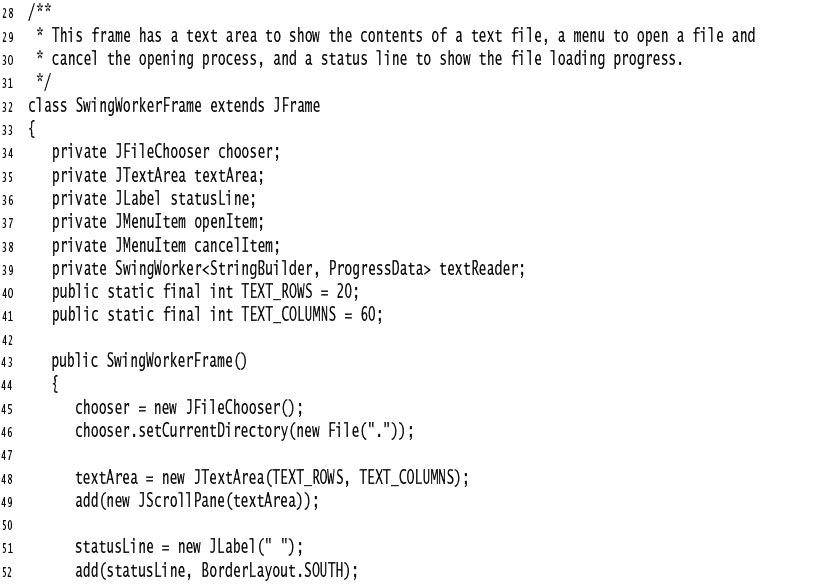 28 /**
29  * This frame has a text area to show the contents of a text file, a menu to open a file and
30  * cancel the opening process, and a status line to show the file loading progress.
31  */
32 class SwingWorkerFrame extends JFrame
33 {
34    private JFileChooser chooser;
35    private JTextArea textArea;
36    private JLabel statusLine;
37    private JMenuItem openItem;
38    private JMenuItem cancelItem;
39    private SwingWorker<StringBuilder, ProgressData> textReader;
40    public static final int TEXT_ROWS = 20;
41    public static final int TEXT_COLUMNS = 60;
42
43    public SwingWorkerFrame()
44    {
45       chooser = new JFileChooser();
46       chooser.setCurrentDirectory(new File("."));
47
48       textArea = new JTextArea(TEXT_ROWS, TEXT_COLUMNS);
49       add(new JScrollPane(textArea));
50
51       statusLine = new JLabel(" ");
52       add(statusLine, BorderLayout.SOUTH);